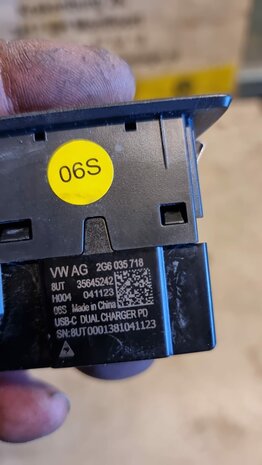 06S
VW AG 2G6 035 718
8UT 35645242
H004 041123
06S Made in China
USB-C DUAL CHARGER PD
SN:8UT0001381041123